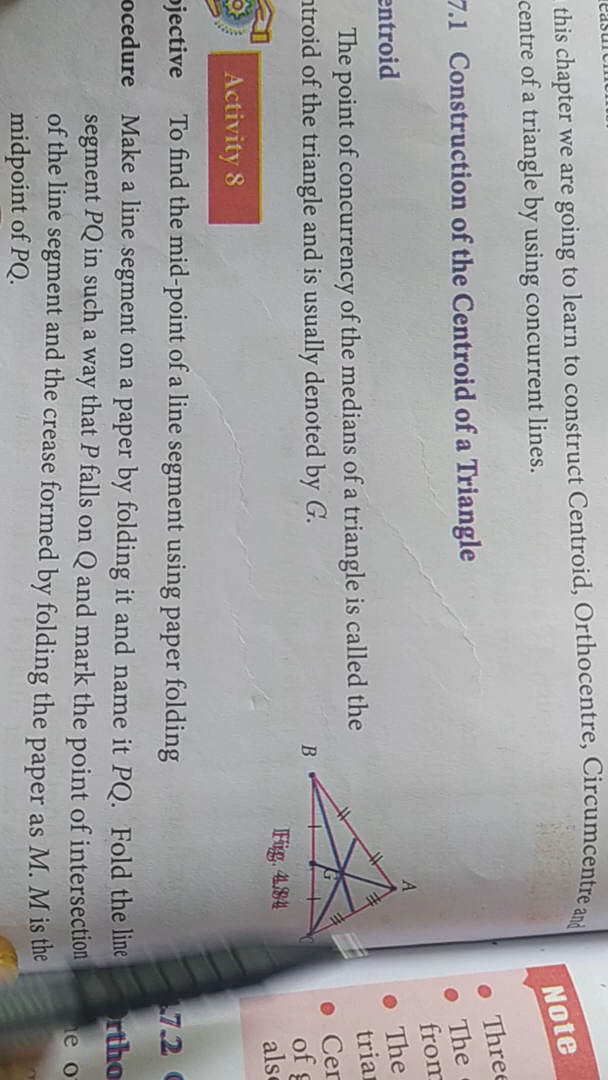 this chapter we are going to learn to construct Centroid, Orthocentre, Circumcentre and
centre of a triangle by using concurrent lines.
7.1 Construction of the Centroid of a Triangle
entroid
The point of concurrency of the medians of a triangle is called the
ntroid of the triangle and is usually denoted by G.
A
B
G
C
Fig. 4.84
Activity 8
bjective To find the mid-point of a line segment using paper folding
ocedure Make a line segment on a paper by folding it and name it PQ. Fold the line
segment PQ in such a way that P falls on Q and mark the point of intersection
of the line segment and the crease formed by folding the paper as M. M is the
midpoint of PQ.
Note
Three
The
from
The
trian
Cen
of g
also
.7.2
rtho